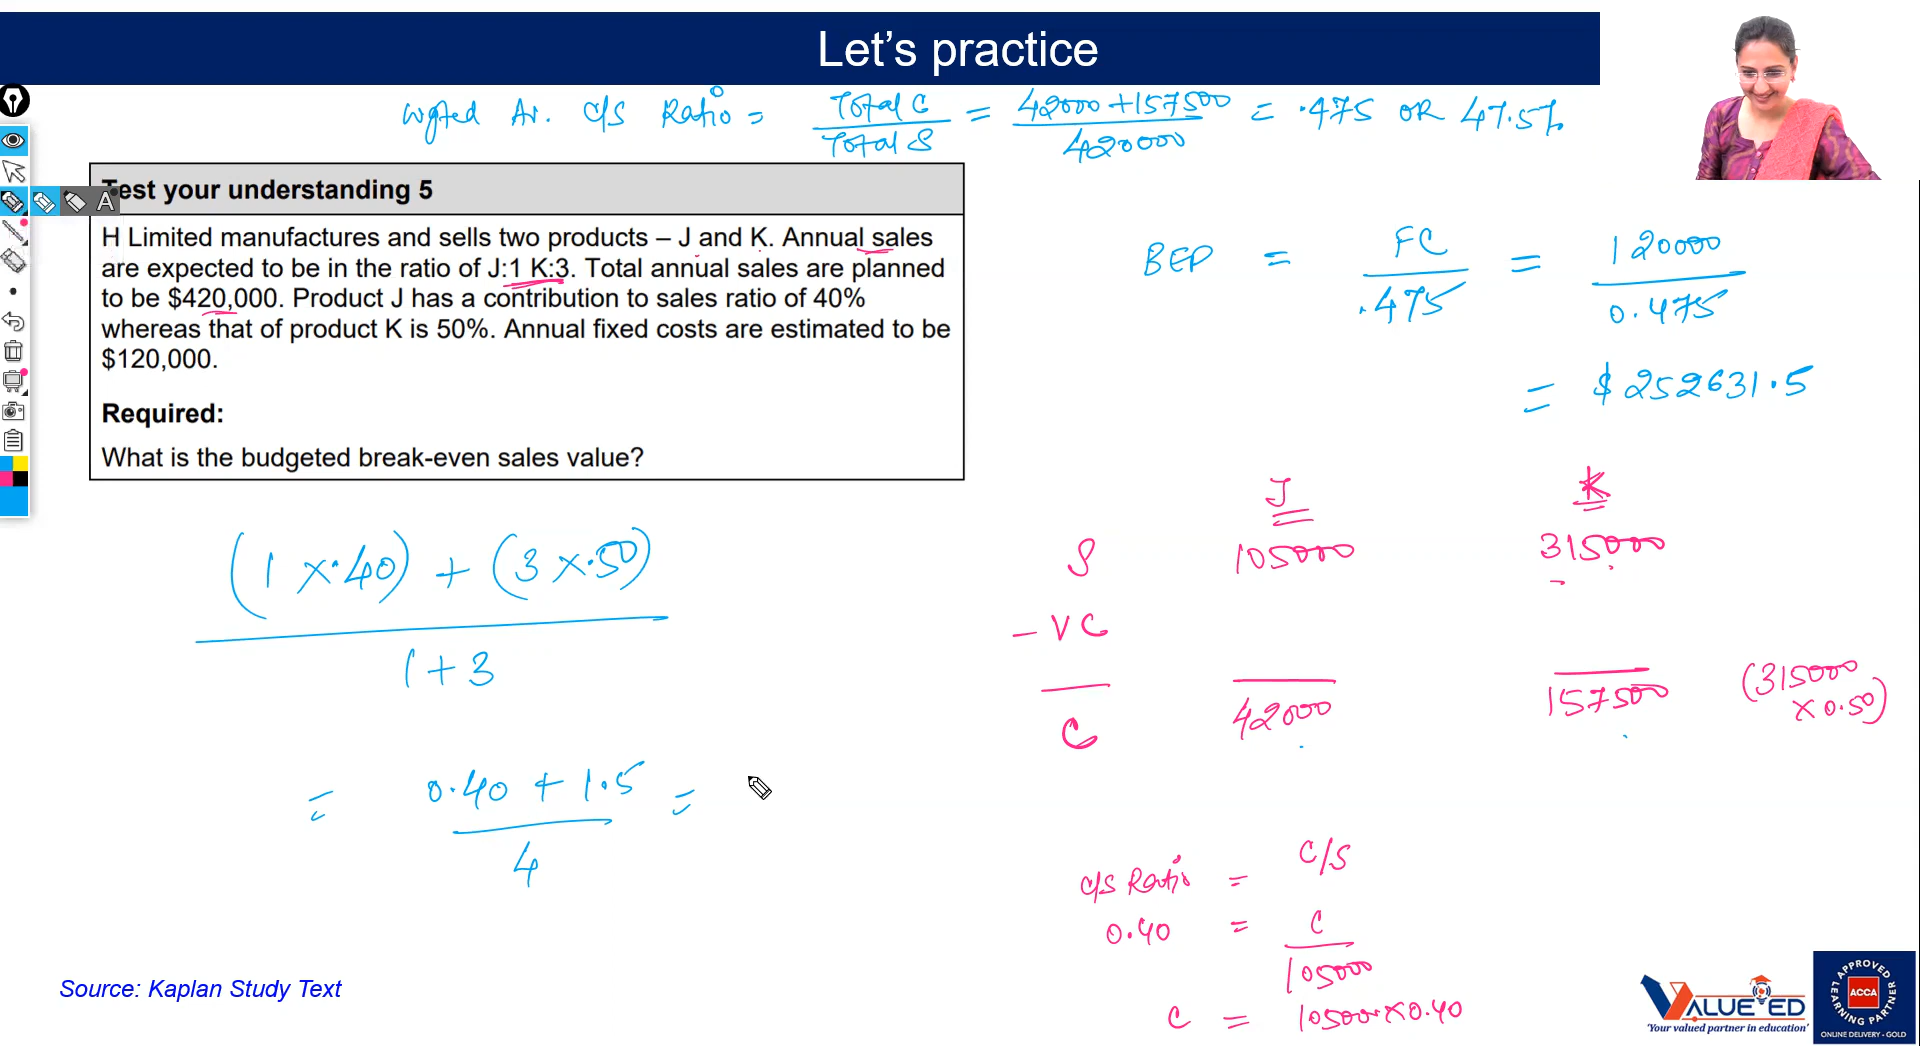 Let's practice
wgted Av. C/S Ratio = Total C / Total S = 42000 + 157500 / 420000 = .475 OR 47.5%
Test your understanding 5
H Limited manufactures and sells two products – J and K. Annual sales
are expected to be in the ratio of J:1 K:3. Total annual sales are planned
to be $420,000. Product J has a contribution to sales ratio of 40%
whereas that of product K is 50%. Annual fixed costs are estimated to be
$120,000.
Required:
What is the budgeted break-even sales value?
BEP = FC / .475 = 120000 / 0.475
= $252631.5
(1 x .40) + (3 x .50)
1 + 3
= 0.40 + 1.5 / 4 =
J K
S 105000 315000
- VC
C 42000 157500 (315000 x 0.50)
C/S Ratio = C/S
0.40 = C / 105000
C = 105000 x 0.40
A
Source: Kaplan Study Text
VALUE-ED
'Your valued partner in education'
APPROVED LEARNING PARTNER
ACCA
ONLINE DELIVERY - GOLD